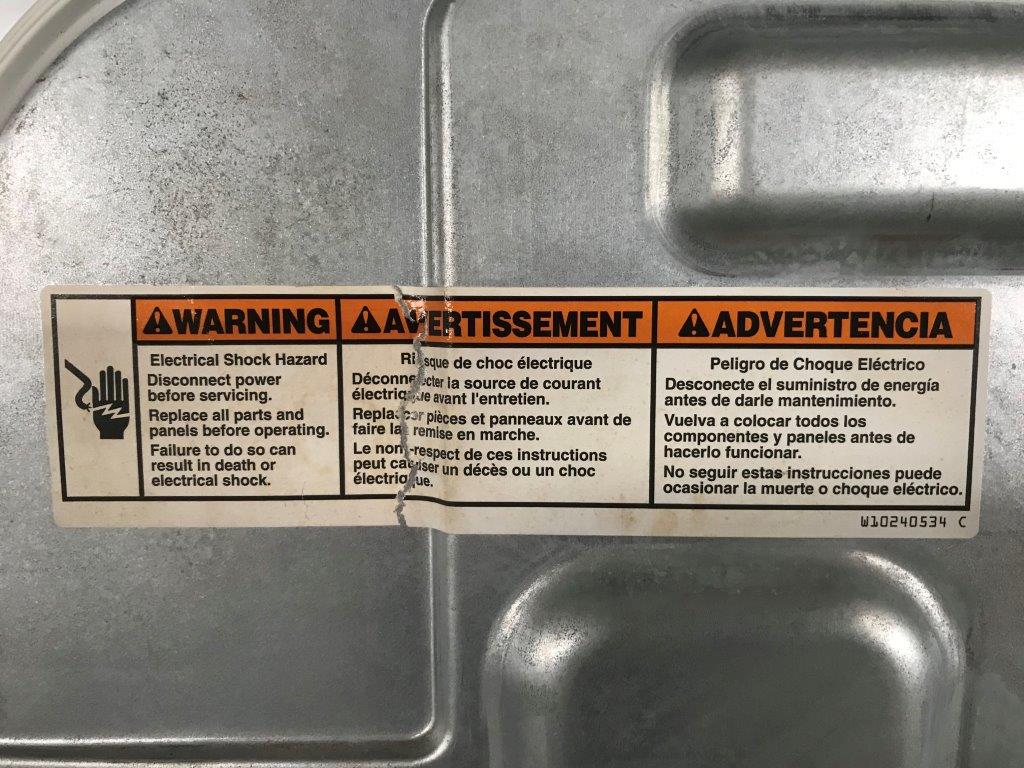 WARNING
Electrical Shock Hazard
Disconnect power
before servicing.
Replace all parts and
panels before operating.
Failure to do so can
result in death or
electrical shock.
AVERTISSEMENT
Risque de choc électrique
Déconnecter la source de courant
électrique avant l'entretien.
Replacer pièces et panneaux avant de
faire la remise en marche.
Le non-respect de ces instructions
peut causer un décès ou un choc
électrique.
ADVERTENCIA
Peligro de Choque Eléctrico
Desconecte el suministro de energía
antes de darle mantenimiento.
Vuelva a colocar todos los
componentes y paneles antes de
hacerlo funcionar.
No seguir estas instrucciones puede
ocasionar la muerte o choque eléctrico.
W10240534 C